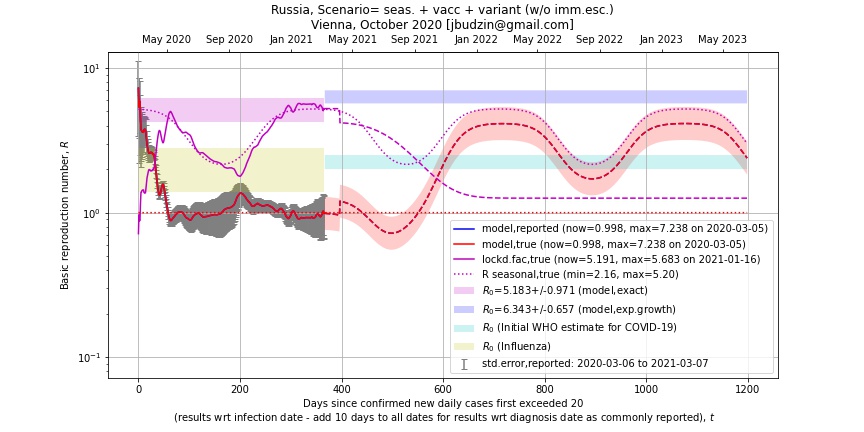 Russia, Scenario= seas. + vacc + variant (w/o imm.esc.)
Vienna, October 2020 [jbudzin@gmail.com]
May 2020 Sep 2020 Jan 2021 May 2021 Sep 2021 Jan 2022 May 2022 Sep 2022 Jan 2023 May 2023
10¹
10⁰
10⁻¹
Basic reproduction number, R
model,reported (now=0.998, max=7.238 on 2020-03-05)
model,true (now=0.998, max=7.238 on 2020-03-05)
lockd.fac,true (now=5.191, max=5.683 on 2021-01-16)
R seasonal,true (min=2.16, max=5.20)
R₀=5.183+/-0.971 (model,exact)
R₀=6.343+/-0.657 (model,exp.growth)
R₀ (Initial WHO estimate for COVID-19)
R₀ (Influenza)
std.error,reported: 2020-03-06 to 2021-03-07
0 200 400 600 800 1000 1200
Days since confirmed new daily cases first exceeded 20
(results wrt infection date - add 10 days to all dates for results wrt diagnosis date as commonly reported), t